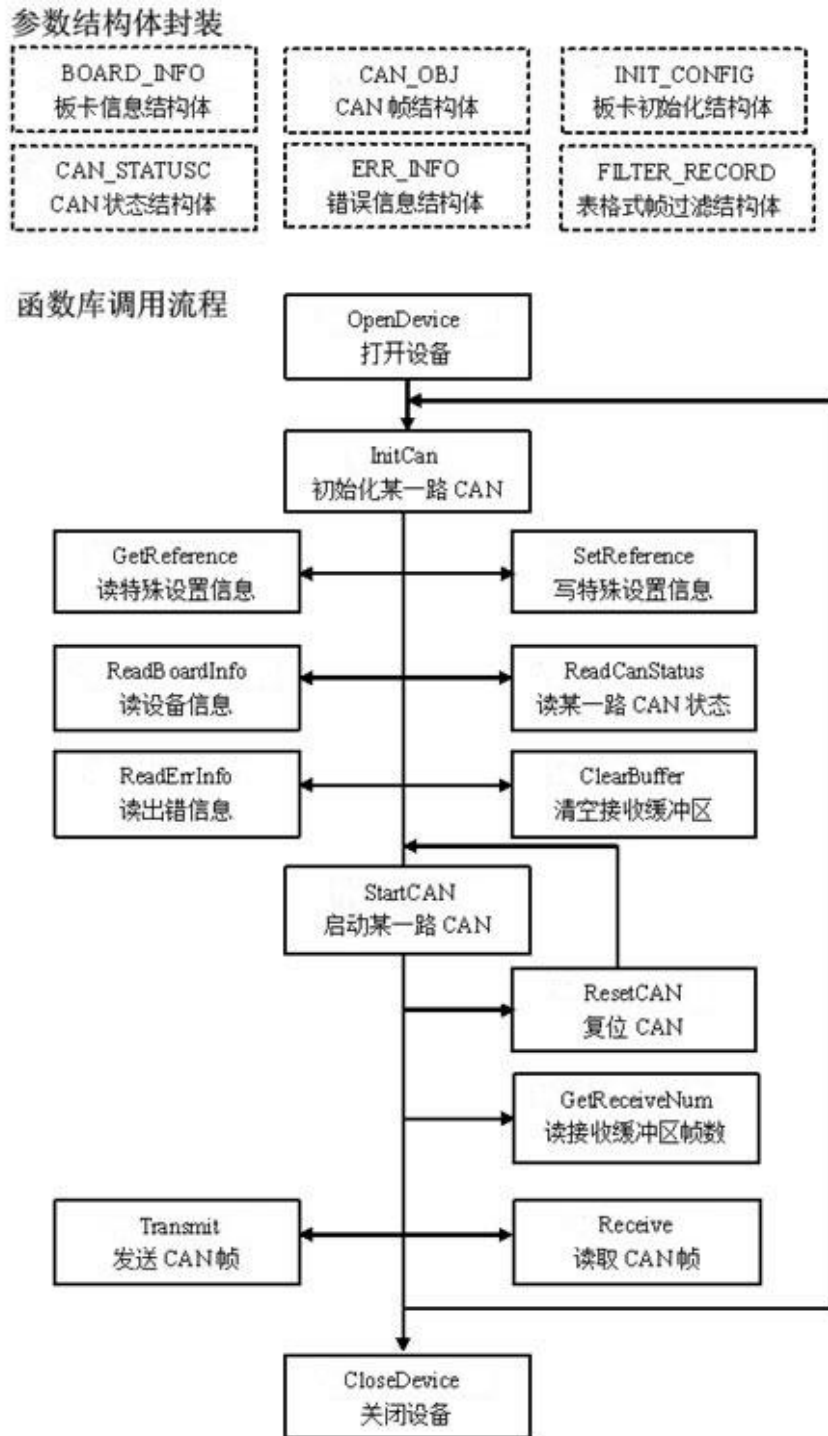 参数结构体封装
BOARD_INFO
板卡信息结构体
CAN_OBJ
CAN 帧结构体
INIT_CONFIG
板卡初始化结构体
CAN_STATUSC
CAN 状态结构体
ERR_INFO
错误信息结构体
FILTER_RECORD
表格式帧过滤结构体
函数库调用流程
OpenDevice
打开设备
InitCan
初始化某一路 CAN
GetReference
读特殊设置信息
SetReference
写特殊设置信息
ReadBoardInfo
读设备信息
ReadCanStatus
读某一路 CAN 状态
ReadErrInfo
读出错信息
ClearBuffer
清空接收缓冲区
StartCAN
启动某一路 CAN
ResetCAN
复位 CAN
GetReceiveNum
读接收缓冲区帧数
Transmit
发送 CAN 帧
Receive
读取 CAN 帧
CloseDevice
关闭设备